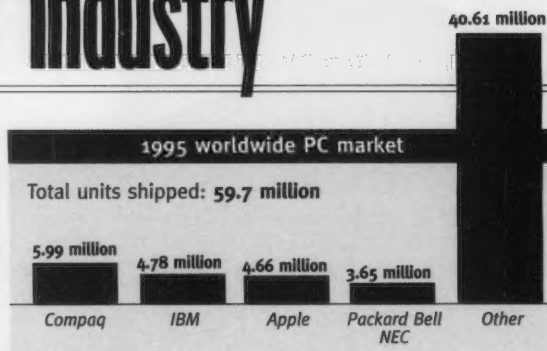 Industry
40.61 million
1995 worldwide PC market
Total units shipped: 59.7 million
5.99 million
4.78 million
4.66 million
3.65 million
Compaq
IBM
Apple
Packard Bell
NEC
Other